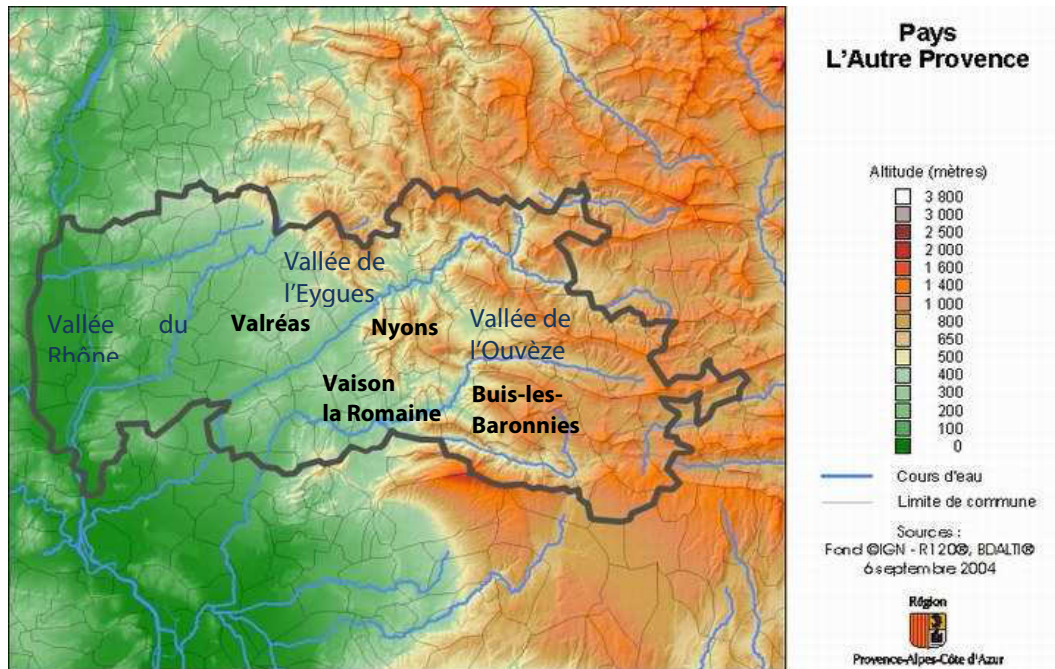 Pays
L'Autre Provence
Altitude (mètres)
3 800
3 000
2 500
2 000
1 600
1 400
1 000
800
650
500
400
300
200
100
0
Cours d'eau
Limite de commune
Sources :
Fond ©IGN - R120®, BDALTI®
6 septembre 2004
Région
Provence-Alpes-Côte d'Azur
Vallée de
l'Eygues
Vallée du
Rhône
Valréas
Nyons
Vallée de
l'Ouvèze
Vaison
la Romaine
Buis-les-
Baronnies